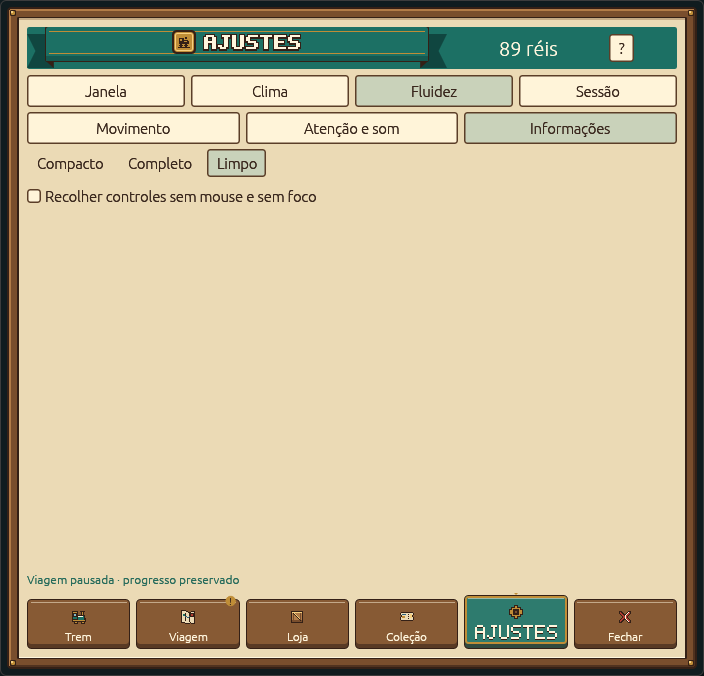 AJUSTES
89 réis
?
Janela
Clima
Fluidez
Sessão
Movimento
Atenção e som
Informações
Compacto
Completo
Limpo
Recolher controles sem mouse e sem foco
Viagem pausada · progresso preservado
!
Trem
Viagem
Loja
Coleção
AJUSTES
Fechar